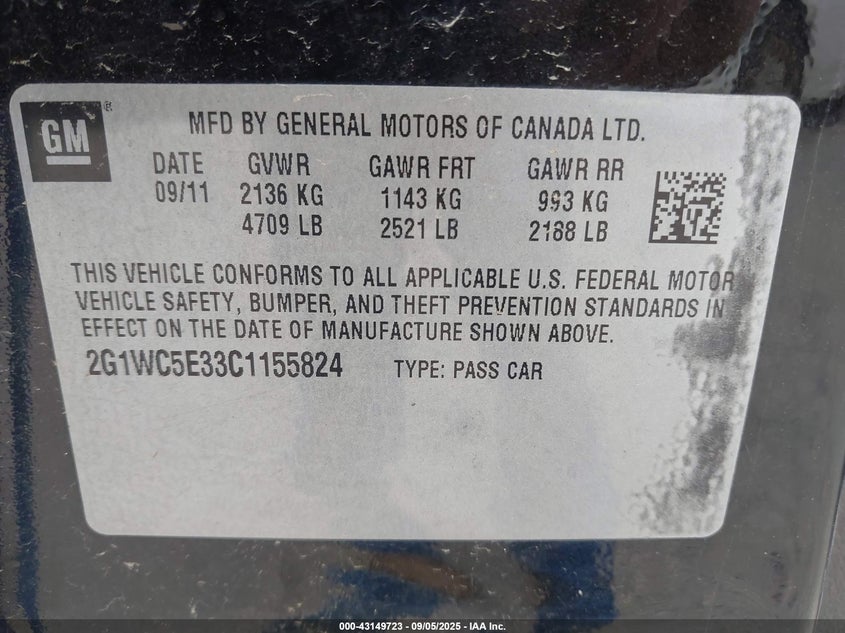 GM ®
MFD BY GENERAL MOTORS OF CANADA LTD.
DATE GVWR GAWR FRT GAWR RR
09/11 2136 KG 1143 KG 993 KG
4709 LB 2521 LB 2188 LB
THIS VEHICLE CONFORMS TO ALL APPLICABLE U.S. FEDERAL MOTOR
VEHICLE SAFETY, BUMPER, AND THEFT PREVENTION STANDARDS IN
EFFECT ON THE DATE OF MANUFACTURE SHOWN ABOVE.
2G1WC5E33C1155824 TYPE: PASS CAR
000-43149723 - 09/05/2025 - IAA Inc.